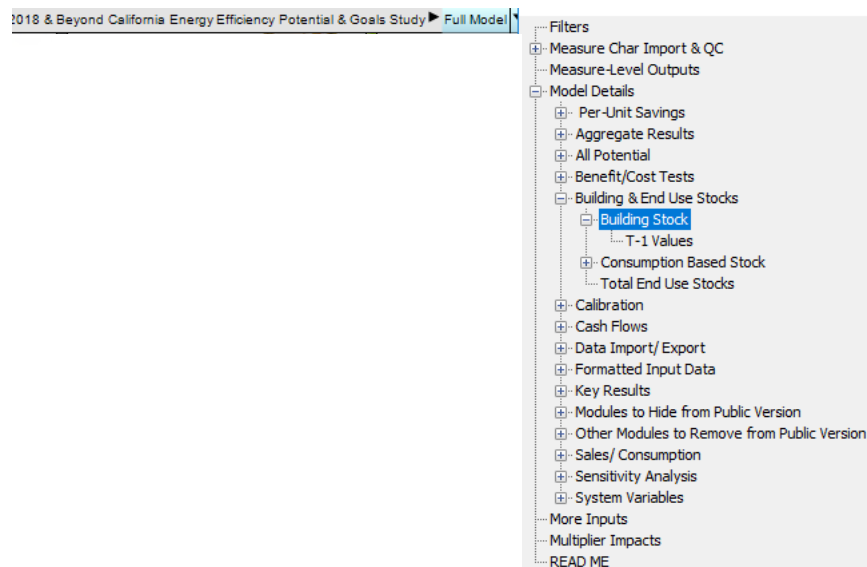 2018 & Beyond California Energy Efficiency Potential & Goals Study ▶ Full Model
Filters
Measure Char Import & QC
Measure-Level Outputs
Model Details
Per-Unit Savings
Aggregate Results
All Potential
Benefit/Cost Tests
Building & End Use Stocks
Building Stock
T-1 Values
Consumption Based Stock
Total End Use Stocks
Calibration
Cash Flows
Data Import/ Export
Formatted Input Data
Key Results
Modules to Hide from Public Version
Other Modules to Remove from Public Version
Sales/ Consumption
Sensitivity Analysis
System Variables
More Inputs
Multiplier Impacts
READ ME